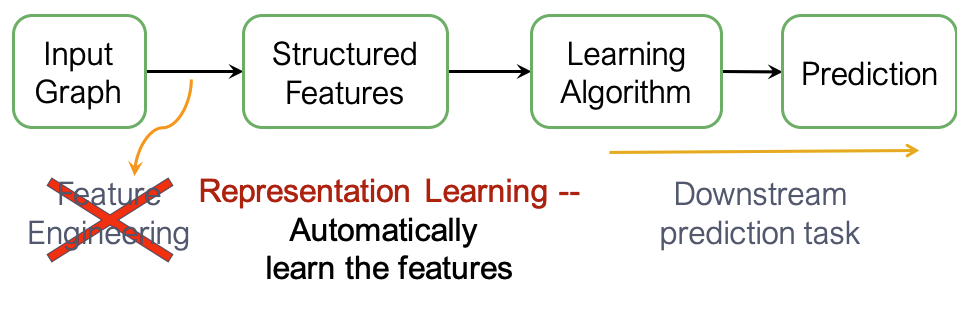 Input
Graph
Structured
Features
Learning
Algorithm
Prediction
Feature
Engineering
Representation Learning --
Automatically
learn the features
Downstream
prediction task